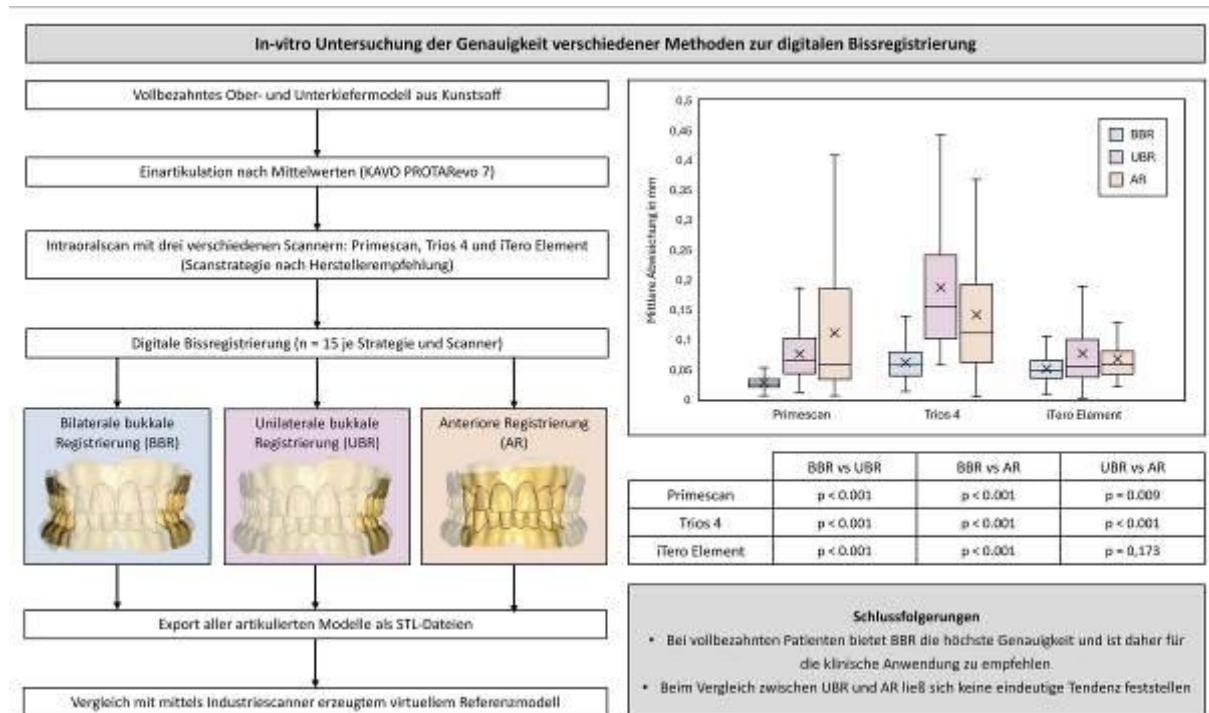 In-vitro Untersuchung der Genauigkeit verschiedener Methoden zur digitalen Bissregistrierung
Vollbezahntes Ober- und Unterkiefermodell aus Kunstsoff
Einartikulation nach Mittelwerten (KAVO PROTARevo 7)
Intraoralscan mit drei verschiedenen Scannern: Primescan, Trios 4 und iTero Element
(Scanstrategie nach Herstellerempfehlung)
Digitale Bissregistrierung (n = 15 je Strategie und Scanner)
Bilaterale bukkale
Registrierung (BBR)
Unilaterale bukkale
Registrierung (UBR)
Anteriore Registrierung
(AR)
Export aller artikulierten Modelle als STL-Dateien
Vergleich mit mittels Industriescanner erzeugtem virtuellem Referenzmodell
Mittlere Abweichung in mm
0,5
0,45
0,4
0,35
0,3
0,25
0,2
0,15
0,1
0,05
0
BBR
UBR
AR
Primescan
Trios 4
iTero Element
BBR vs UBR BBR vs AR UBR vs AR
Primescan p < 0.001 p < 0.001 p = 0.009
Trios 4 p < 0.001 p < 0.001 p < 0.001
iTero Element p < 0.001 p < 0.001 p = 0,173
Schlussfolgerungen
• Bei vollbezahnten Patienten bietet BBR die höchste Genauigkeit und ist daher für
die klinische Anwendung zu empfehlen
• Beim Vergleich zwischen UBR und AR ließ sich keine eindeutige Tendenz feststellen